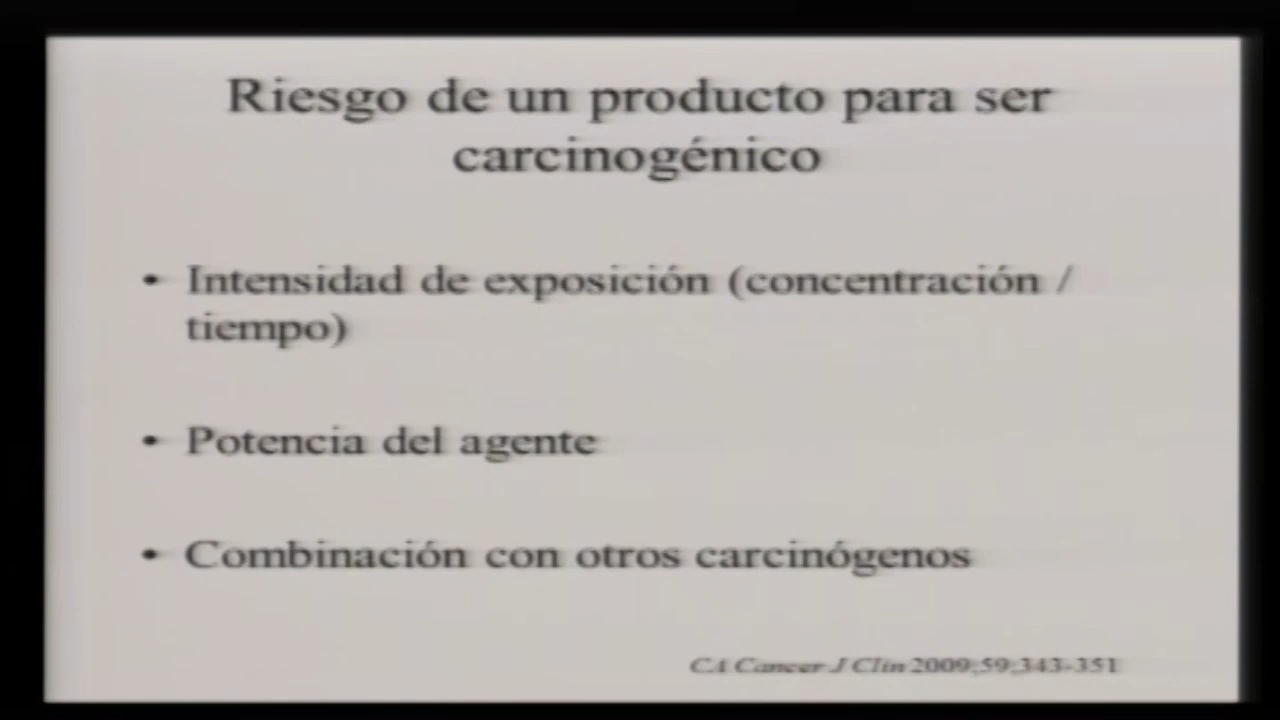 Riesgo de un producto para ser
carcinogénico
• Intensidad de exposición (concentración /
tiempo)
• Potencia del agente
• Combinación con otros carcinógenos
CA Cancer J Clin 2009;59;343-351